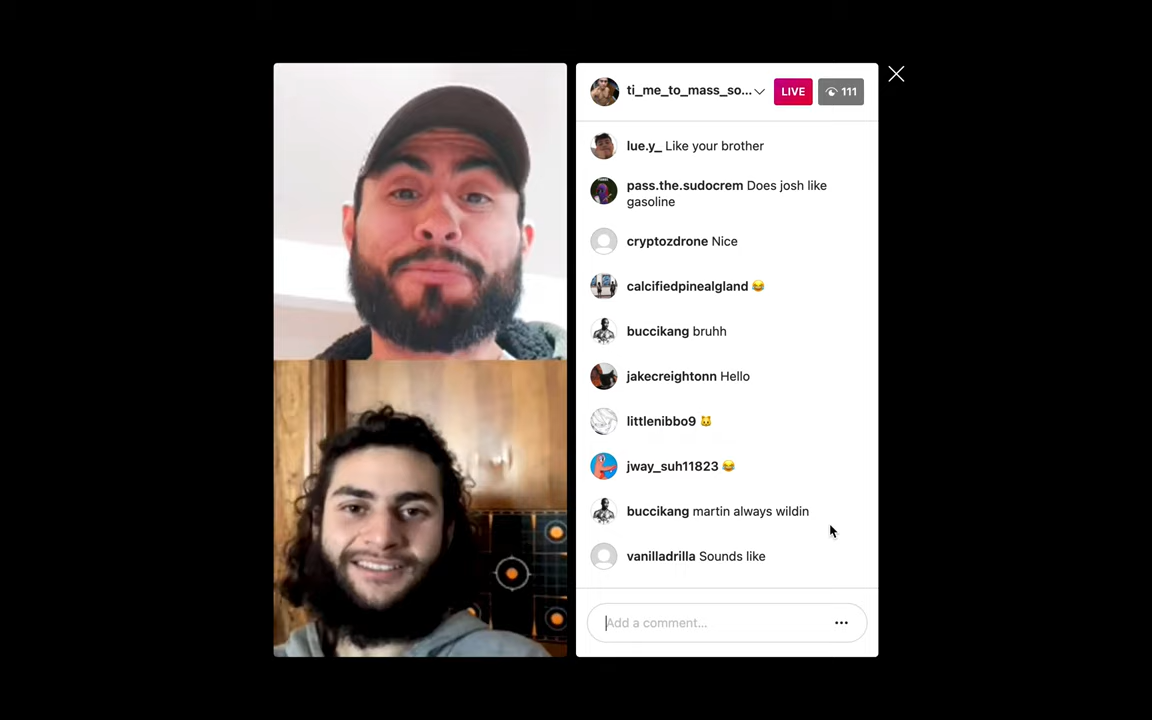 ti_me_to_mass_so...
LIVE
111
lue.y_ Like your brother
pass.the.sudocrem Does josh like
gasoline
cryptozdrone Nice
calcifiedpinealgland 😂
buccikang bruhh
jakecreightonn Hello
littlenibbo9 🐱
jway_suh11823 😂
buccikang martin always wildin
vanilladrilla Sounds like
Add a comment...